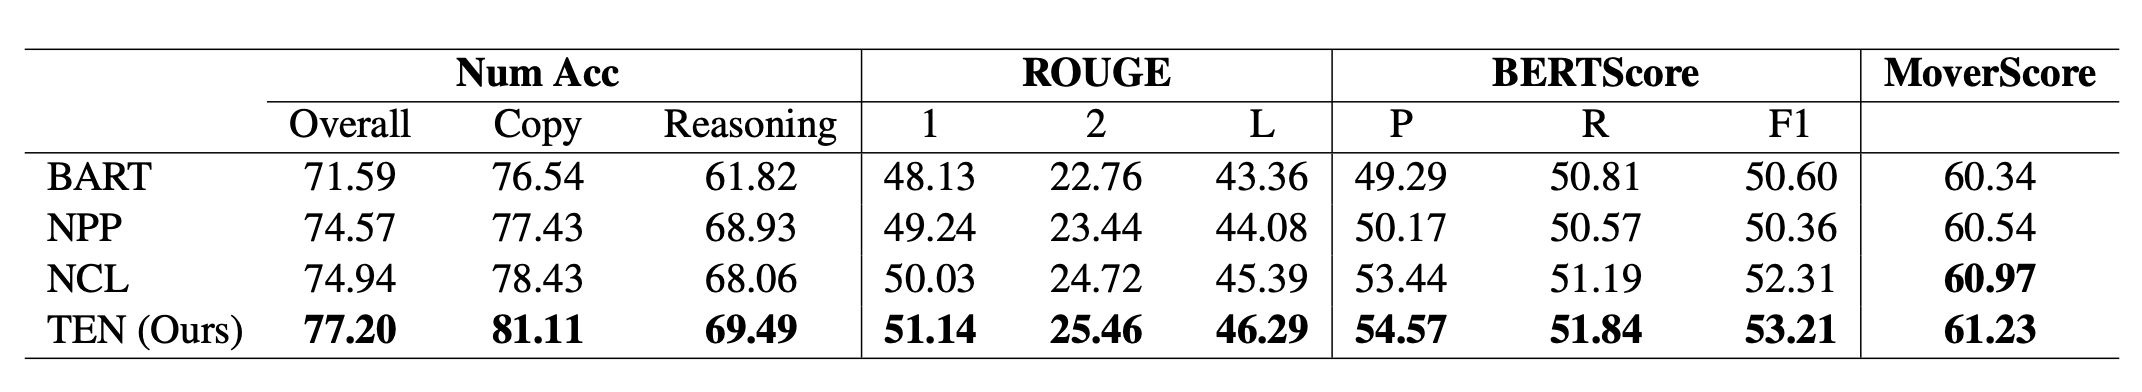 Num Acc ROUGE BERTScore MoverScore
Overall Copy Reasoning 1 2 L P R F1
BART 71.59 76.54 61.82 48.13 22.76 43.36 49.29 50.81 50.60 60.34
NPP 74.57 77.43 68.93 49.24 23.44 44.08 50.17 50.57 50.36 60.54
NCL 74.94 78.43 68.06 50.03 24.72 45.39 53.44 51.19 52.31 60.97
TEN (Ours) 77.20 81.11 69.49 51.14 25.46 46.29 54.57 51.84 53.21 61.23